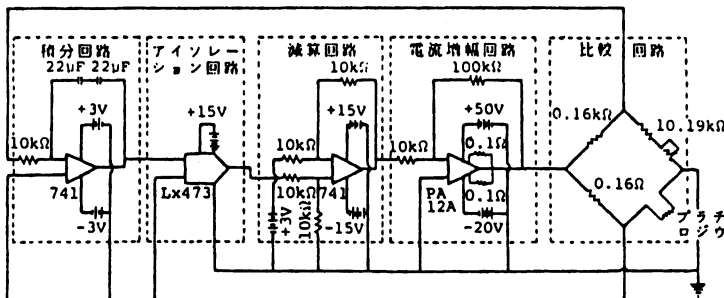 積分回路
22μF 22μF
+3V
10kΩ
741
-3V
アイソレー
ション回路
+15V
Lx473
減算回路
10kΩ
+15V
10kΩ
10kΩ
741
+3V
10kΩ
-15V
電流増幅回路
100kΩ
+50V
10kΩ
0.1Ω
0.1Ω
PA
12A
-20V
比較 回路
0.16kΩ
10.19kΩ
0.16Ω
プラチ
ロジウ